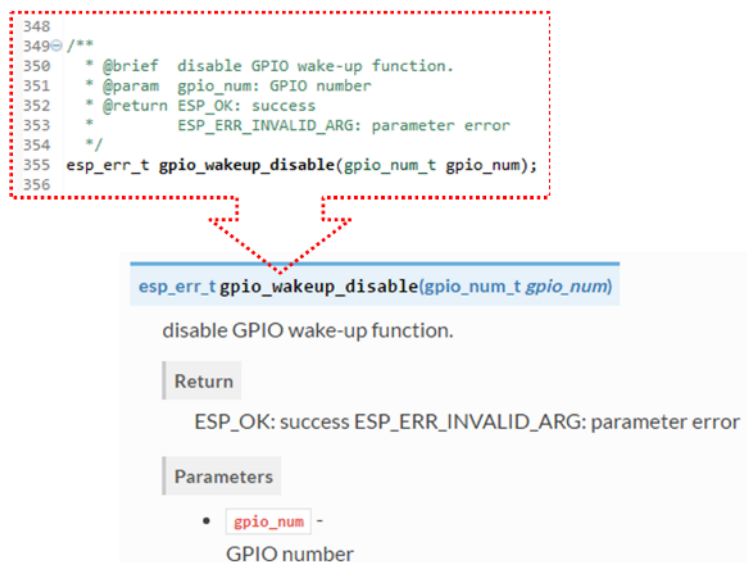 348
349 /**
350  * @brief  disable GPIO wake-up function.
351  * @param  gpio_num: GPIO number
352  * @return ESP_OK: success
353  *         ESP_ERR_INVALID_ARG: parameter error
354  */
355 esp_err_t gpio_wakeup_disable(gpio_num_t gpio_num);
356
esp_err_t gpio_wakeup_disable(gpio_num_t gpio_num)
disable GPIO wake-up function.
Return
ESP_OK: success ESP_ERR_INVALID_ARG: parameter error
Parameters
• gpio_num -
GPIO number